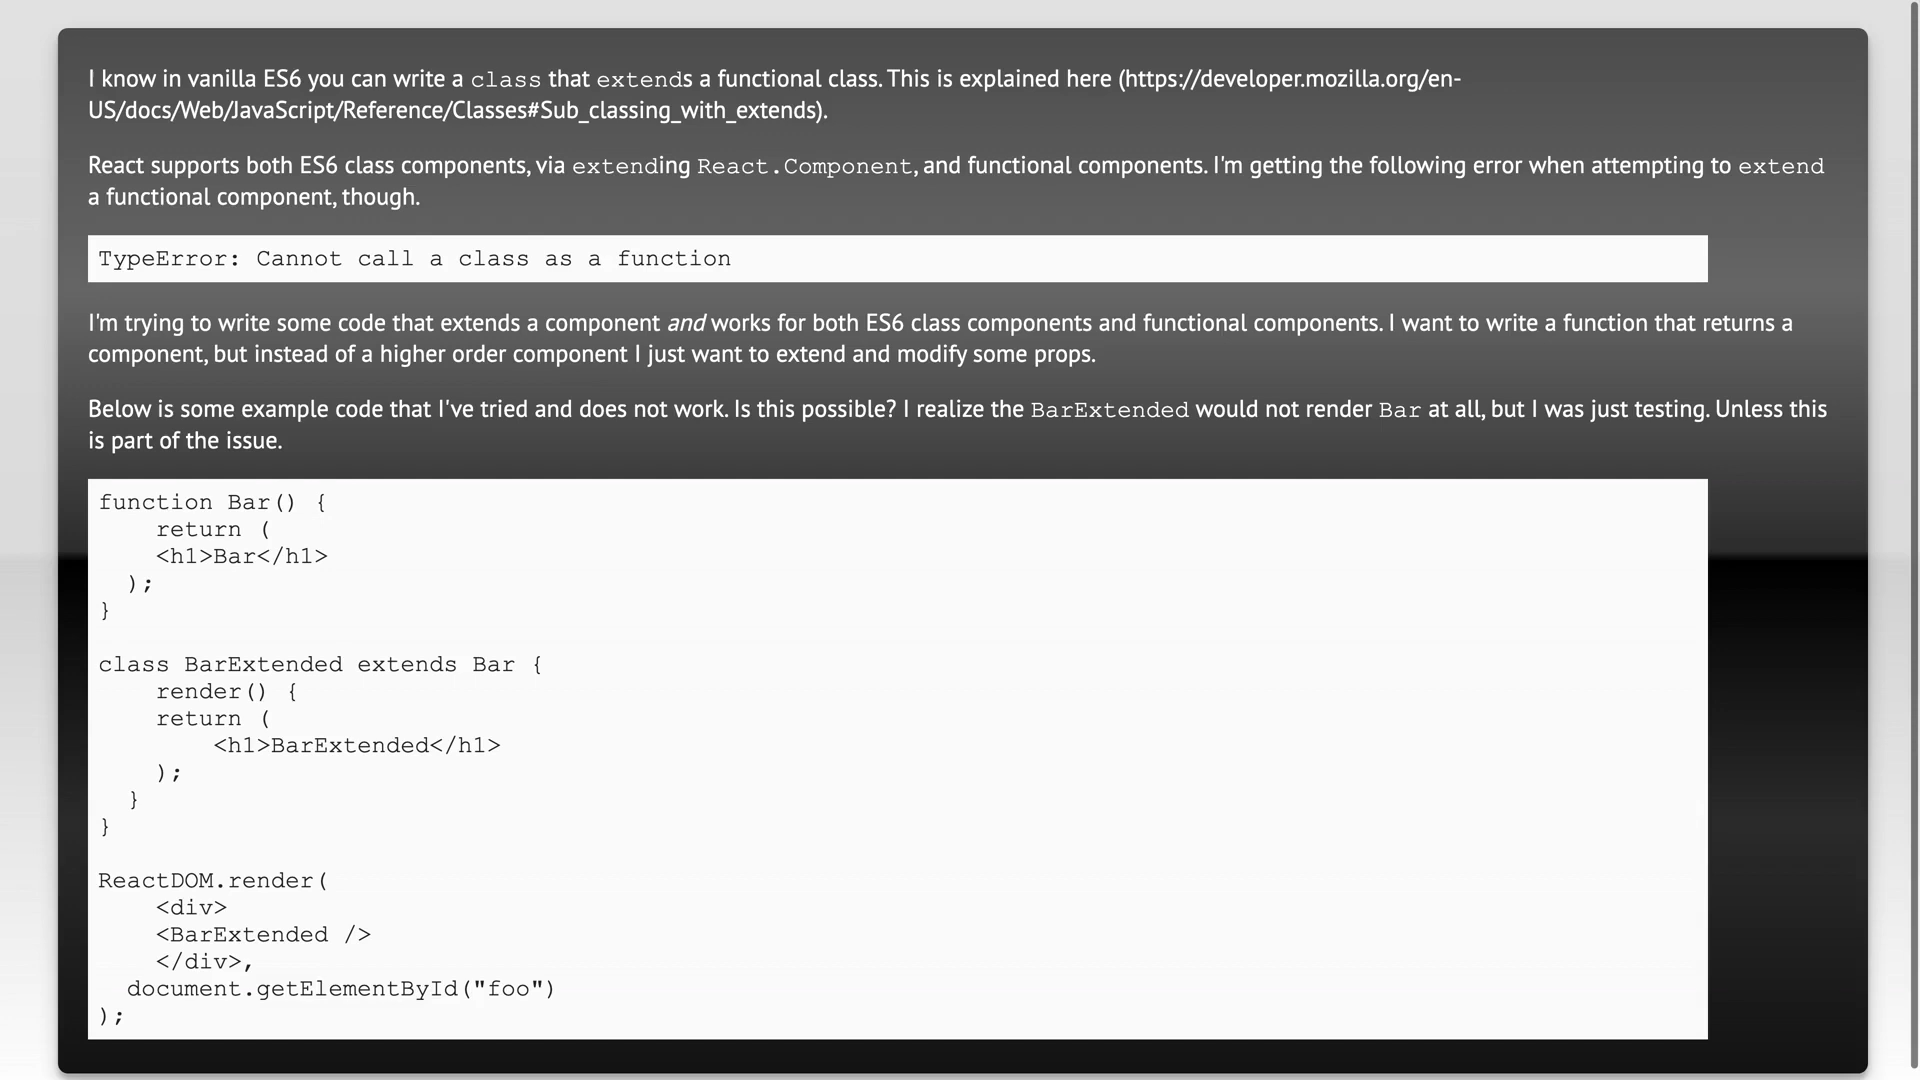 I know in vanilla ES6 you can write a class that extends a functional class. This is explained here (https://developer.mozilla.org/en-
US/docs/Web/JavaScript/Reference/Classes#Sub_classing_with_extends).
React supports both ES6 class components, via extending React.Component, and functional components. I'm getting the following error when attempting to extend
a functional component, though.
TypeError: Cannot call a class as a function
I'm trying to write some code that extends a component and works for both ES6 class components and functional components. I want to write a function that returns a
component, but instead of a higher order component I just want to extend and modify some props.
Below is some example code that I've tried and does not work. Is this possible? I realize the BarExtended would not render Bar at all, but I was just testing. Unless this
is part of the issue.
function Bar() {
    return (
    <h1>Bar</h1>
  );
}
class BarExtended extends Bar {
    render() {
    return (
        <h1>BarExtended</h1>
    );
  }
}
ReactDOM.render(
    <div>
    <BarExtended />
    </div>,
  document.getElementById("foo")
);